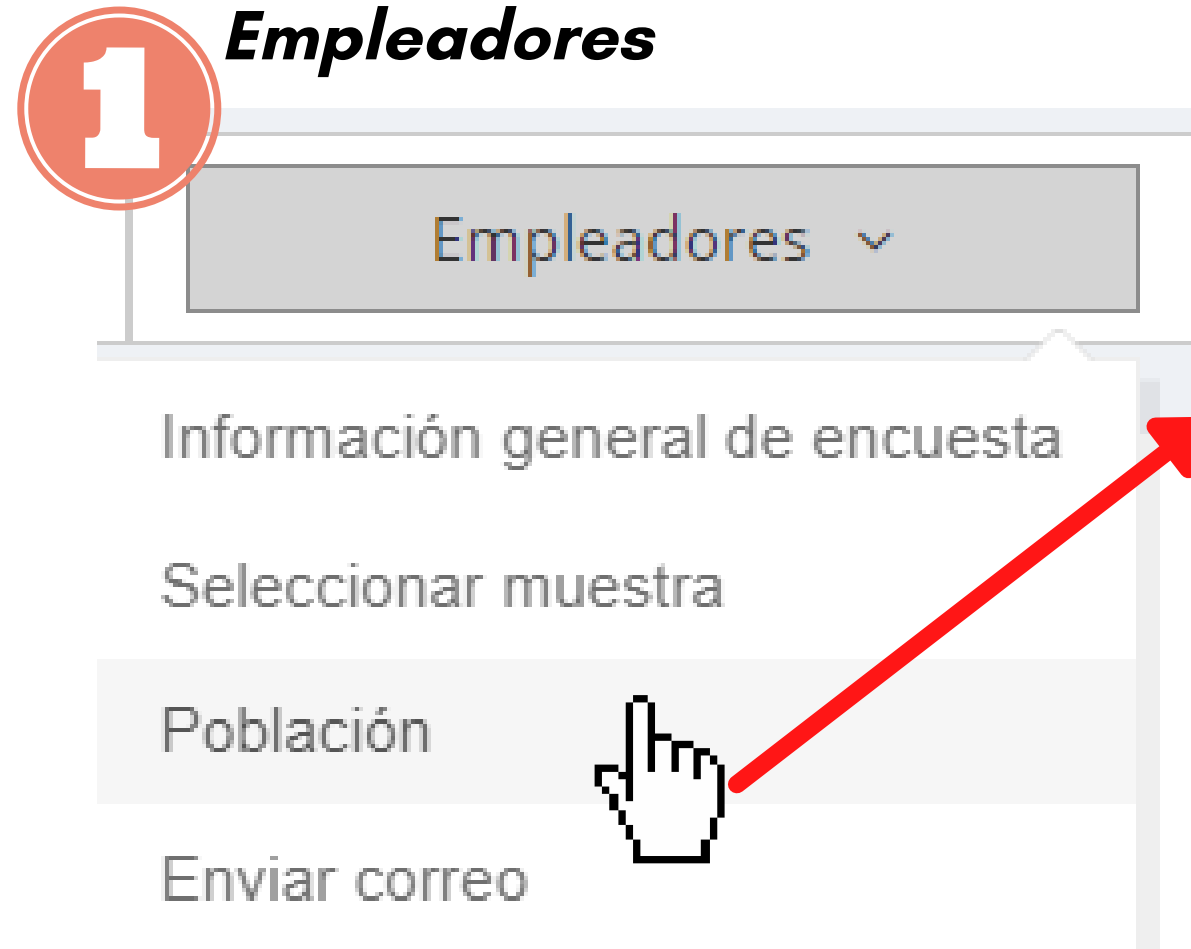 1
Empleadores
Empleadores
Información general de encuesta
Seleccionar muestra
Población
Enviar correo